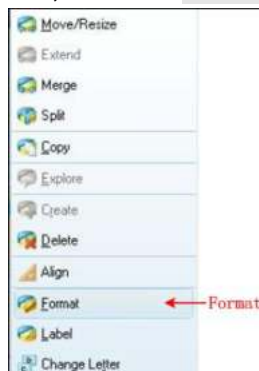 Move/Resize
Extend
Merge
Split
Copy
Explore
Create
Delete
Align
Format
Format
Label
Change Letter